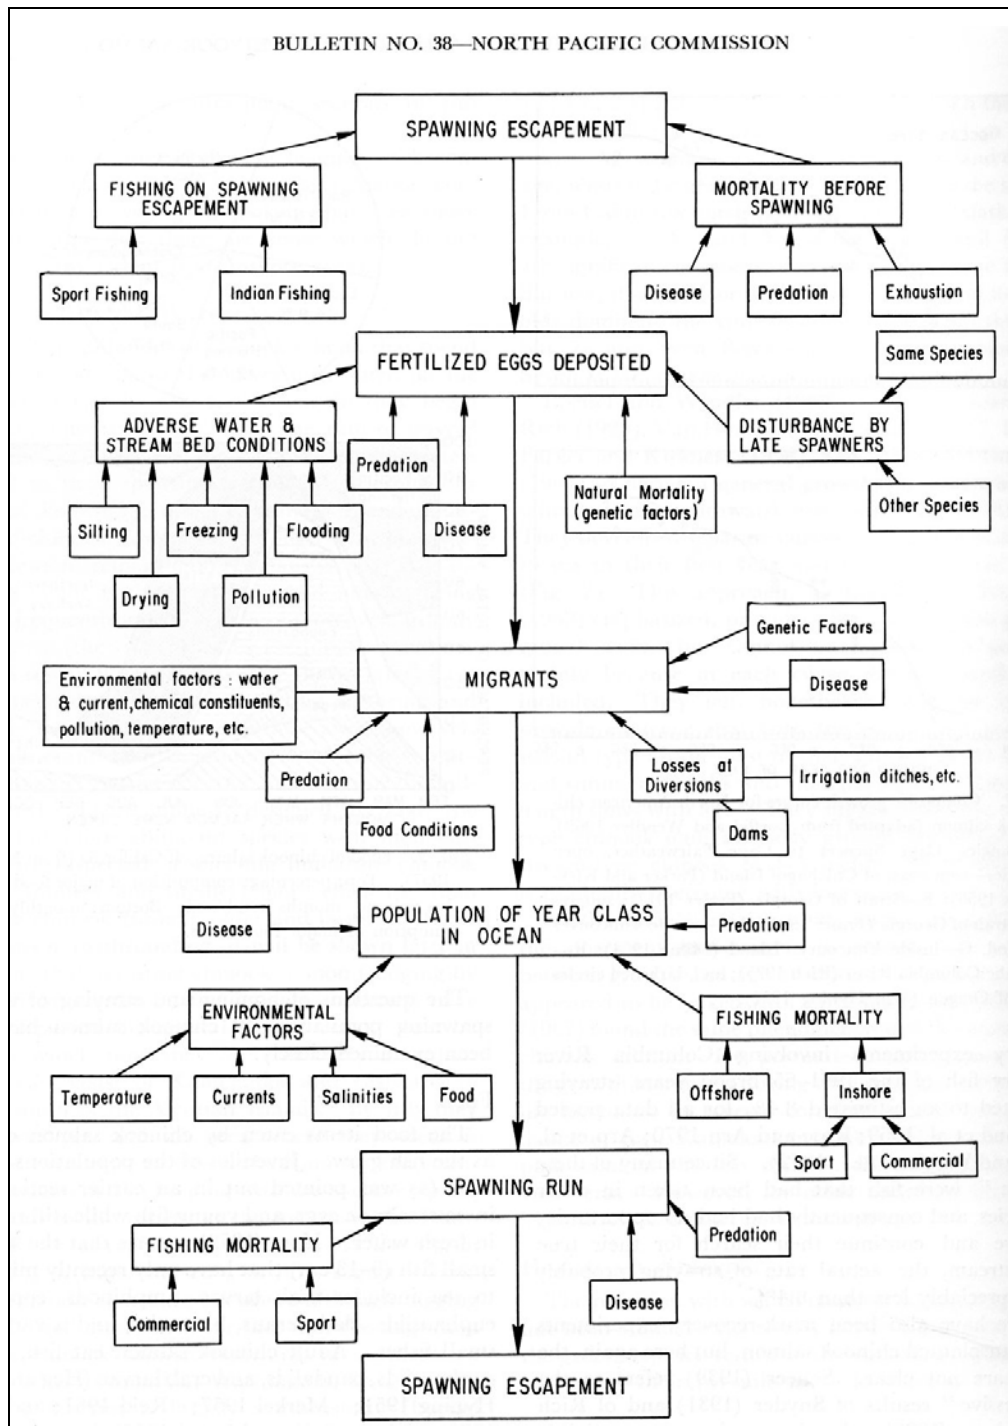 BULLETIN NO. 38—NORTH PACIFIC COMMISSION
SPAWNING ESCAPEMENT
FISHING ON SPAWNING
ESCAPEMENT
MORTALITY BEFORE
SPAWNING
Sport Fishing
Indian Fishing
Disease
Predation
Exhaustion
FERTILIZED EGGS DEPOSITED
Same Species
ADVERSE WATER &
STREAM BED CONDITIONS
DISTURBANCE BY
LATE SPAWNERS
Predation
Natural Mortality
(genetic factors)
Other Species
Silting
Freezing
Flooding
Disease
Drying
Pollution
Genetic Factors
MIGRANTS
Environmental factors : water
& current, chemical constituents,
pollution, temperature, etc.
Disease
Predation
Losses at
Diversions
Irrigation ditches, etc.
Food Conditions
Dams
POPULATION OF YEAR CLASS
IN OCEAN
Disease
Predation
ENVIRONMENTAL
FACTORS
FISHING MORTALITY
Temperature
Currents
Salinities
Food
Offshore
Inshore
Sport
Commercial
SPAWNING RUN
FISHING MORTALITY
Predation
Commercial
Sport
Disease
SPAWNING ESCAPEMENT